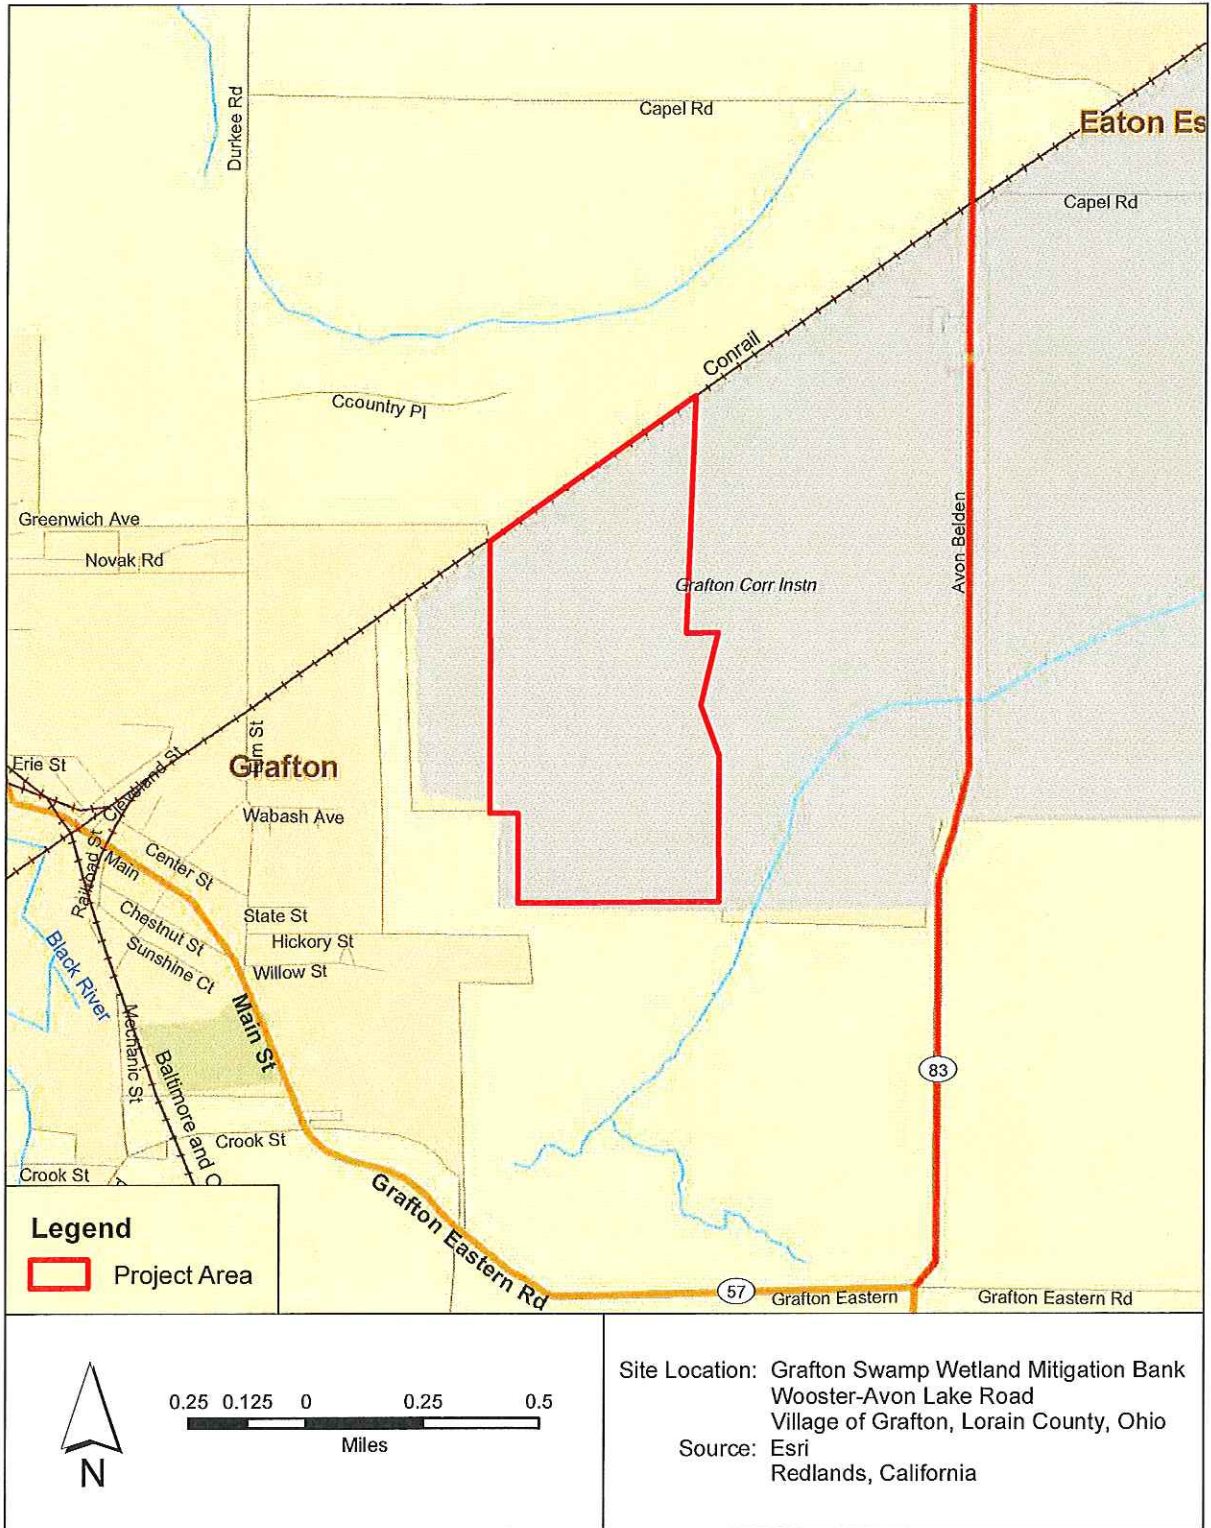 Durkee Rd
Capel Rd
Eaton Es
Capel Rd
Conrail
Ccountry Pl
Greenwich Ave
Novak Rd
Avon Belden
Grafton Corr Instn
Elm St
Grafton
Erie St
Cleveland St
Wabash Ave
Railroad St
Main
Center St
State St
Chestnut St
Hickory St
Sunshine Ct
Willow St
Black River
Main St
Mechanic St
Baltimore and O
83
Crook St
Crook St
Grafton Eastern Rd
57
Grafton Eastern
Grafton Eastern Rd
Legend
Project Area
N
0.25 0.125 0 0.25 0.5
Miles
Site Location: Grafton Swamp Wetland Mitigation Bank
Wooster-Avon Lake Road
Village of Grafton, Lorain County, Ohio
Source: Esri
Redlands, California